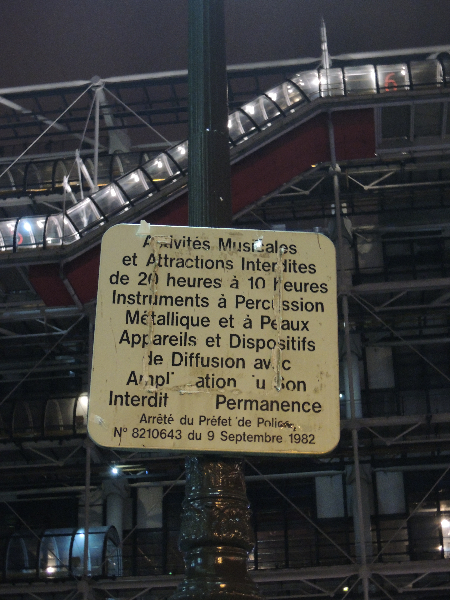 Activités Musicales
et Attractions Interdites
de 20 heures à 10 heures
Instruments à Percussion
Métallique et à Peaux
Appareils et Dispositifs
de Diffusion avec
Amplification du Son
Interdit Permanence
Arrêté du Préfet de Police
N° 8210643 du 9 Septembre 1982